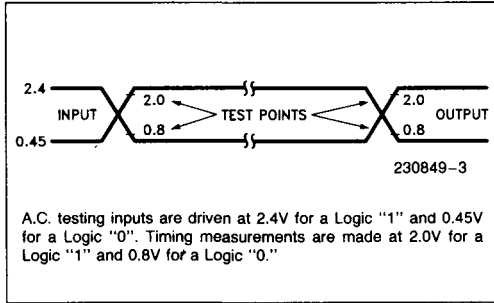 2.4
2.0 2.0
INPUT TEST POINTS OUTPUT
0.8 0.8
0.45
230849-3
A.C. testing inputs are driven at 2.4V for a Logic "1" and 0.45V
for a Logic "0". Timing measurements are made at 2.0V for a
Logic "1" and 0.8V for a Logic "0."